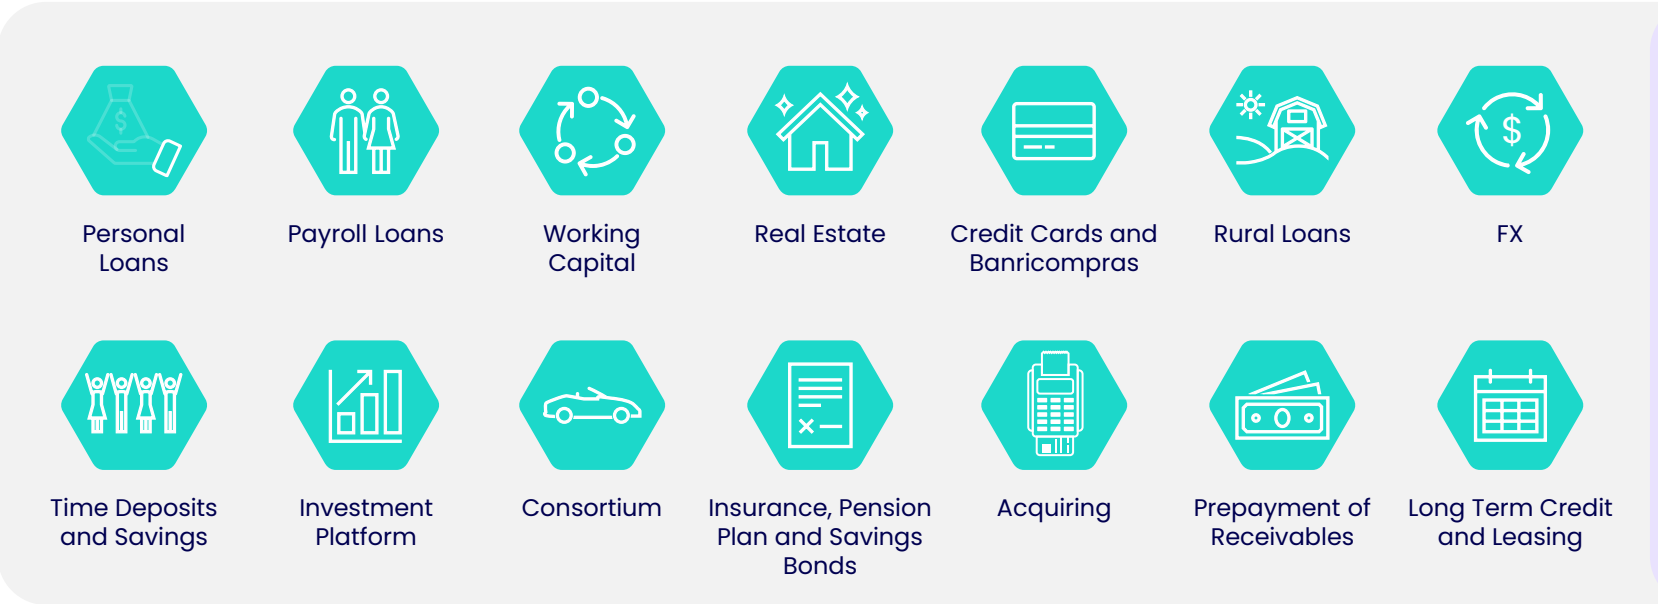 $
$
Personal
Loans
Payroll Loans
Working
Capital
Real Estate
Credit Cards and
Banricompras
Rural Loans
FX
Time Deposits
and Savings
Investment
Platform
Consortium
Insurance, Pension
Plan and Savings
Bonds
Acquiring
Prepayment of
Receivables
Long Term Credit
and Leasing